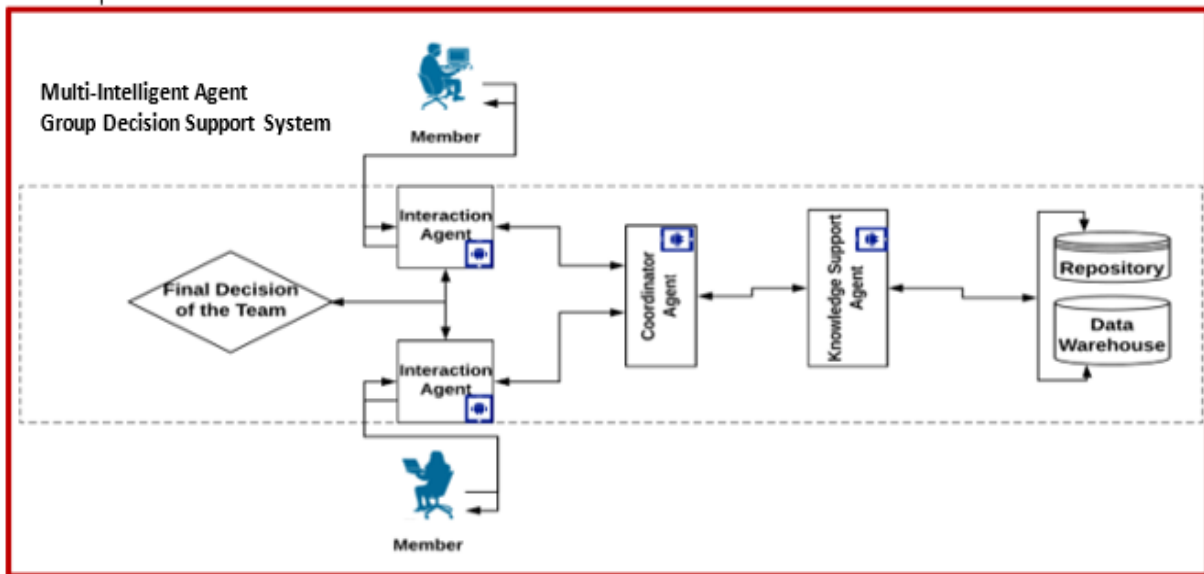 Multi-Intelligent Agent
Group Decision Support System
Member
Interaction
Agent
Final Decision
of the Team
Interaction
Agent
Coordinator
Agent
Knowledge Support
Agent
Repository
Data
Warehouse
Member